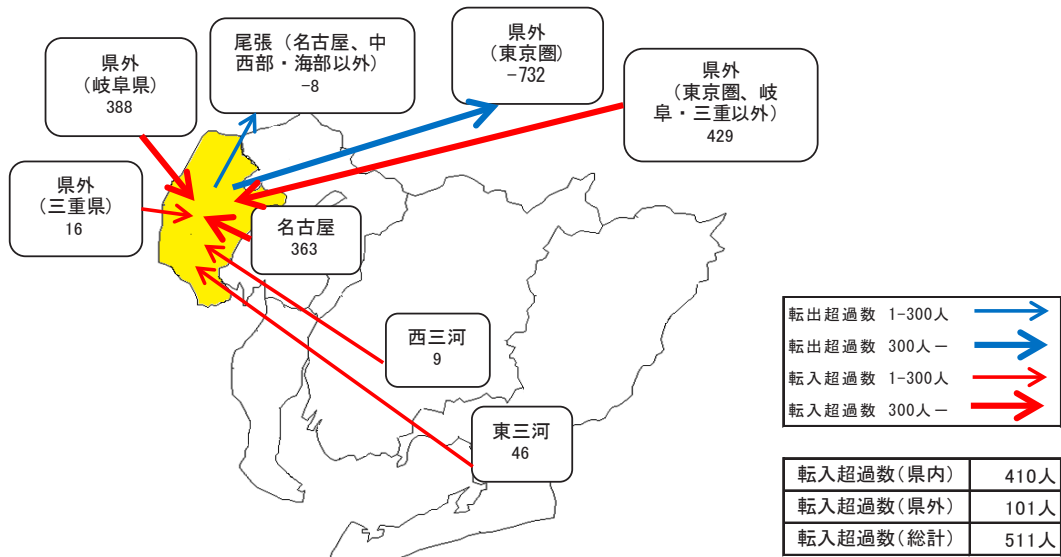 県外
（岐阜県）
388
尾張（名古屋、中
西部・海部以外）
-8
県外
（東京圏）
-732
県外
（東京圏、岐
阜・三重以外）
429
県外
（三重県）
16
名古屋
363
西三河
9
東三河
46
転出超過数 1-300人
転出超過数 300人－
転入超過数 1-300人
転入超過数 300人－
転入超過数（県内） 410人
転入超過数（県外） 101人
転入超過数（総計） 511人